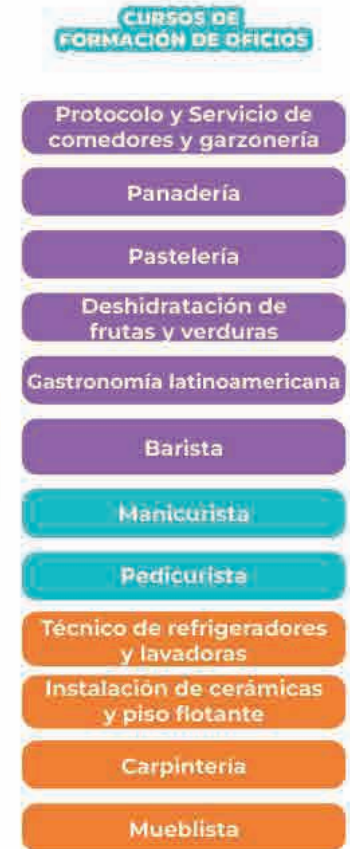 CURSOS DE
FORMACIÓN DE OFICIOS
Protocolo y Servicio de
comedores y garzonería
Panadería
Pastelería
Deshidratación de
frutas y verduras
Gastronomía latinoamericana
Barista
Manicurista
Pedicurista
Técnico de refrigeradores
y lavadoras
Instalación de cerámicas
y piso flotante
Carpintería
Mueblista